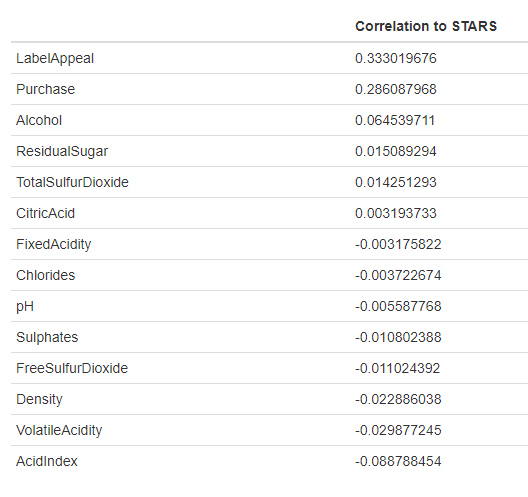 Correlation to STARS
LabelAppeal 0.333019676
Purchase 0.286087968
Alcohol 0.064539711
ResidualSugar 0.015089294
TotalSulfurDioxide 0.014251293
CitricAcid 0.003193733
FixedAcidity -0.003175822
Chlorides -0.003722674
pH -0.005587768
Sulphates -0.010802388
FreeSulfurDioxide -0.011024392
Density -0.022886038
VolatileAcidity -0.029877245
AcidIndex -0.088788454